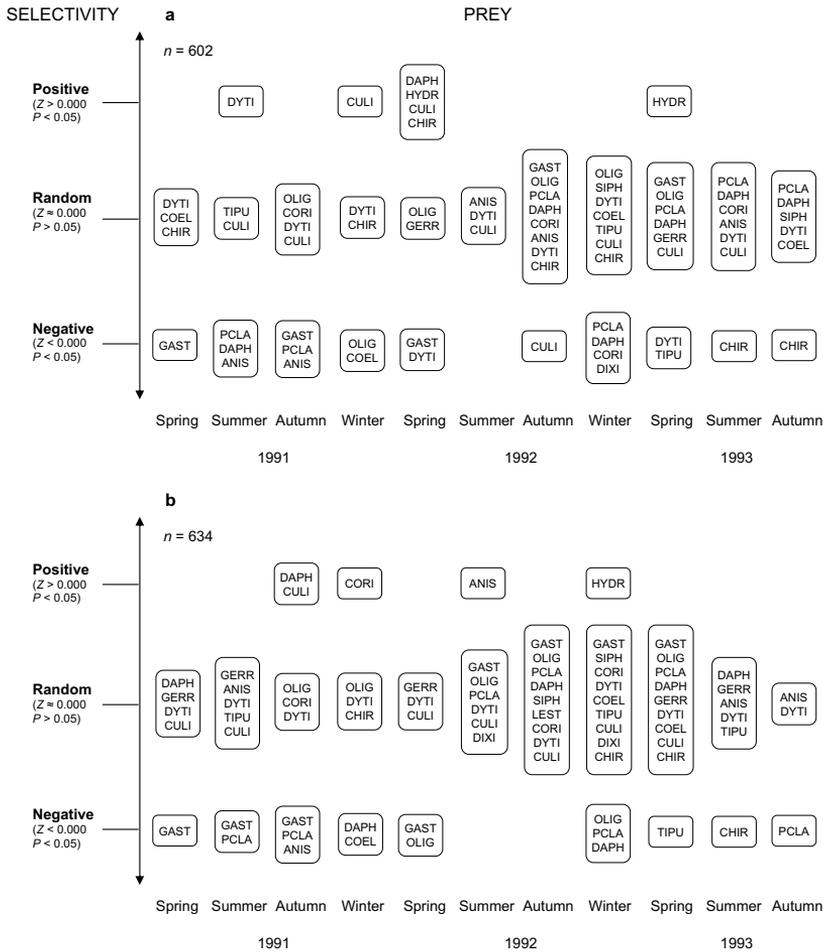 SELECTIVITY
a
PREY
n = 602
Positive
(Z > 0.000
P < 0.05)
DYTI
CULI
DAPH
HYDR
CULI
CHIR
HYDR
Random
(Z ≈ 0.000
P > 0.05)
DYTI
COEL
CHIR
TIPU
CULI
OLIG
CORI
DYTI
CULI
DYTI
CHIR
OLIG
GERR
ANIS
DYTI
CULI
GAST
OLIG
PCLA
DAPH
CORI
ANIS
DYTI
CHIR
OLIG
SIPH
DYTI
COEL
TIPU
CULI
CHIR
GAST
OLIG
PCLA
DAPH
GERR
CULI
PCLA
DAPH
CORI
ANIS
DYTI
CULI
PCLA
DAPH
SIPH
DYTI
COEL
Negative
(Z < 0.000
P < 0.05)
GAST
PCLA
DAPH
ANIS
GAST
PCLA
ANIS
OLIG
COEL
GAST
DYTI
CULI
PCLA
DAPH
CORI
DIXI
DYTI
TIPU
CHIR
CHIR
Spring Summer Autumn Winter Spring Summer Autumn Winter Spring Summer Autumn
1991 1992 1993
b
n = 634
Positive
(Z > 0.000
P < 0.05)
DAPH
CULI
CORI
ANIS
HYDR
Random
(Z ≈ 0.000
P > 0.05)
DAPH
GERR
DYTI
CULI
GERR
ANIS
DYTI
TIPU
CULI
OLIG
CORI
DYTI
OLIG
DYTI
CHIR
GERR
DYTI
CULI
GAST
OLIG
PCLA
DYTI
CULI
DIXI
GAST
OLIG
PCLA
DAPH
SIPH
LEST
CORI
DYTI
CULI
GAST
SIPH
CORI
DYTI
COEL
TIPU
CULI
DIXI
CHIR
GAST
OLIG
PCLA
DAPH
GERR
DYTI
COEL
CULI
CHIR
DAPH
GERR
ANIS
DYTI
TIPU
ANIS
DYTI
Negative
(Z < 0.000
P < 0.05)
GAST
GAST
PCLA
GAST
PCLA
ANIS
DAPH
COEL
GAST
OLIG
OLIG
PCLA
DAPH
TIPU
CHIR
PCLA
Spring Summer Autumn Winter Spring Summer Autumn Winter Spring Summer Autumn
1991 1992 1993